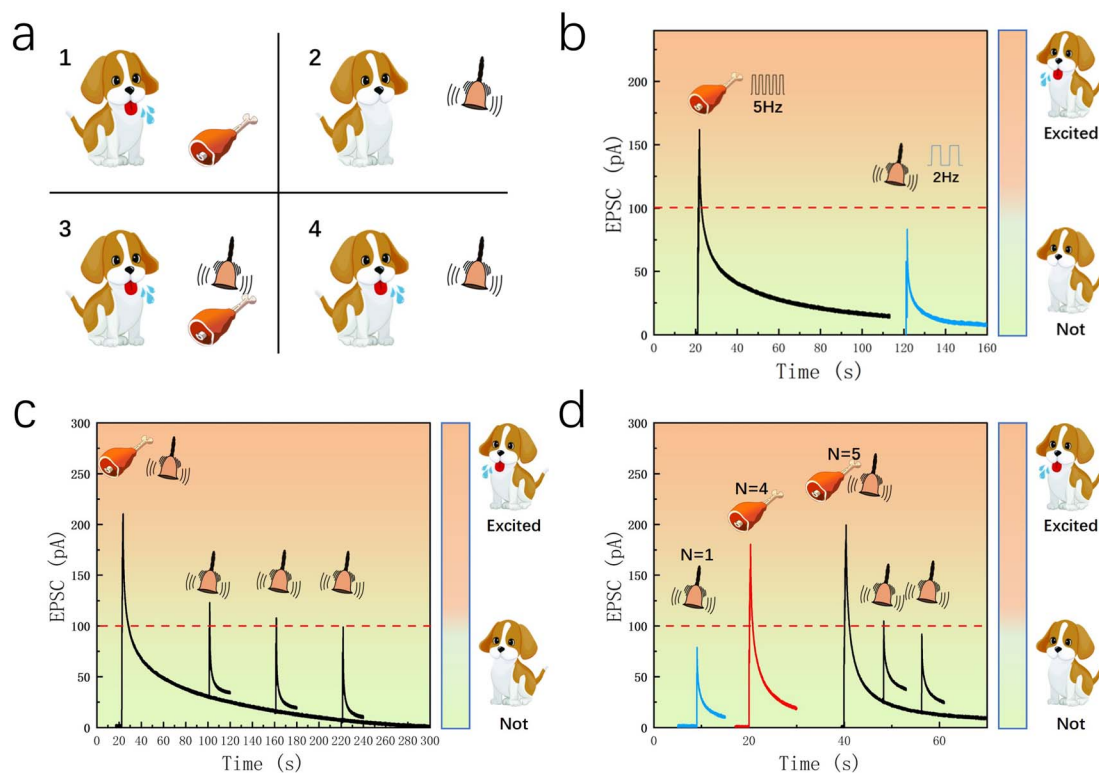 a
1
2
3
4
b
EPSC (pA)
200
150
100
50
0
5Hz
2Hz
0 20 40 60 80 100 120 140 160
Time (s)
Excited
Not
c
EPSC (pA)
300
250
200
150
100
50
0
0 20 40 60 80 100 120 140 160 180 200 220 240 260 280 300
Time (s)
Excited
Not
d
EPSC (pA)
300
250
200
150
100
50
0
N=1
N=4
N=5
0 20 40 60
Time (s)
Excited
Not